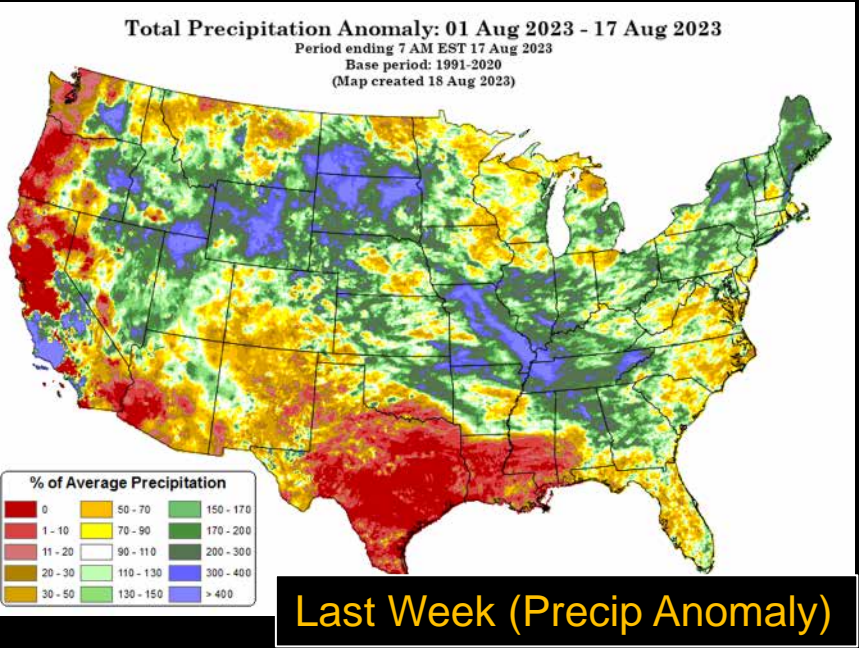 Total Precipitation Anomaly: 01 Aug 2023 - 17 Aug 2023
Period ending 7 AM EST 17 Aug 2023
Base period: 1991-2020
(Map created 18 Aug 2023)
% of Average Precipitation
0 50 - 70 150 - 170
1 - 10 70 - 90 170 - 200
11 - 20 90 - 110 200 - 300
20 - 30 110 - 130 300 - 400
30 - 50 130 - 150 > 400
Last Week (Precip Anomaly)